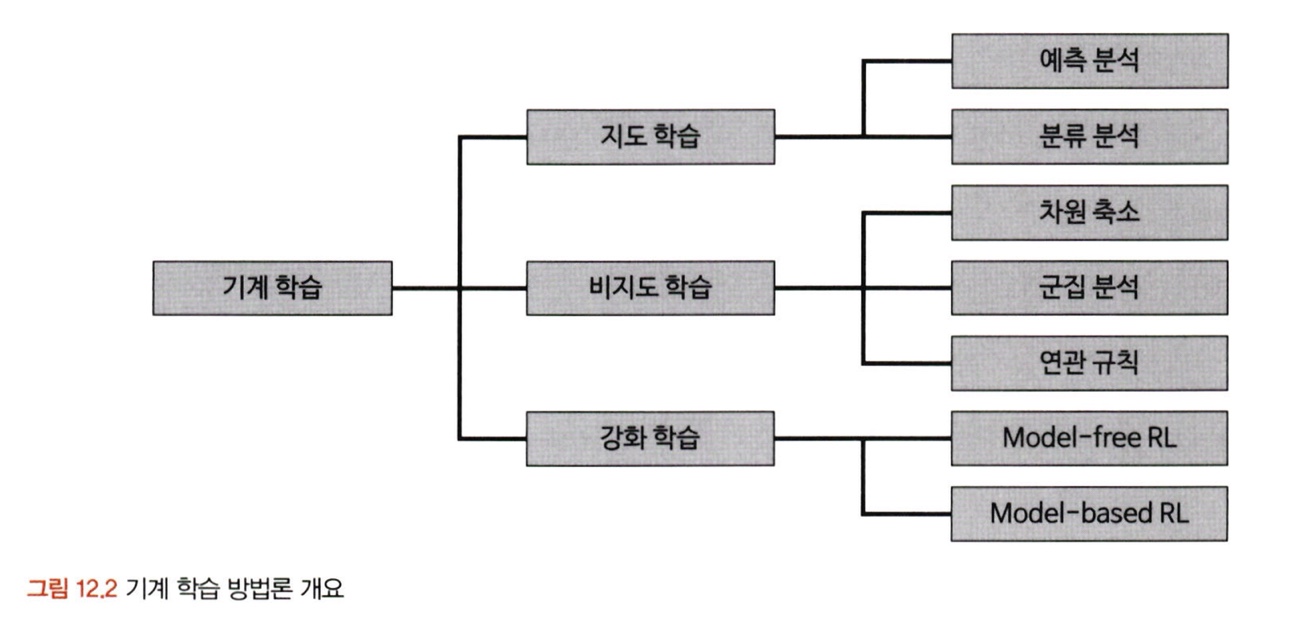 예측 분석
지도 학습
분류 분석
차원 축소
기계 학습
비지도 학습
군집 분석
연관 규칙
강화 학습
Model-free RL
Model-based RL
그림 12.2 기계 학습 방법론 개요